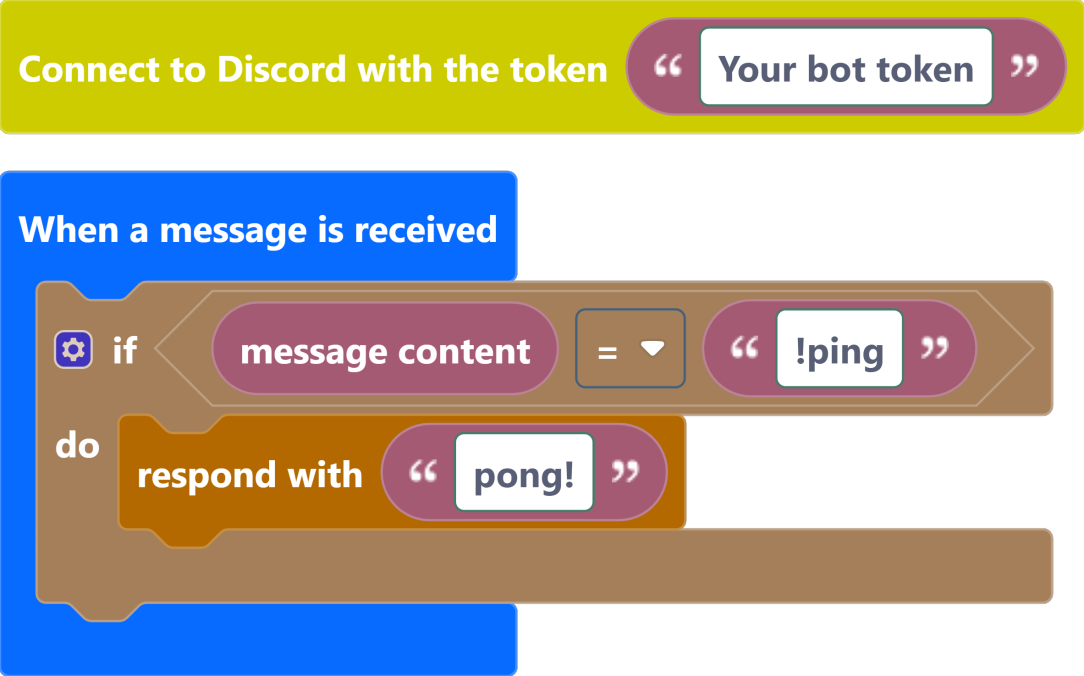 Connect to Discord with the token “ Your bot token ”
When a message is received
if message content = “ !ping ”
do
respond with “ pong! ”